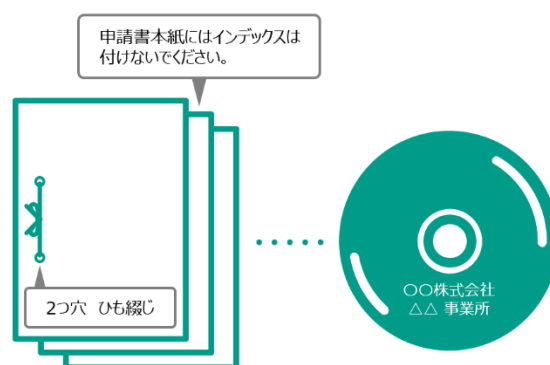 申請書本紙にはインデックスは
付けないでください。
2つ穴 ひも綴じ
〇〇株式会社
△△ 事業所